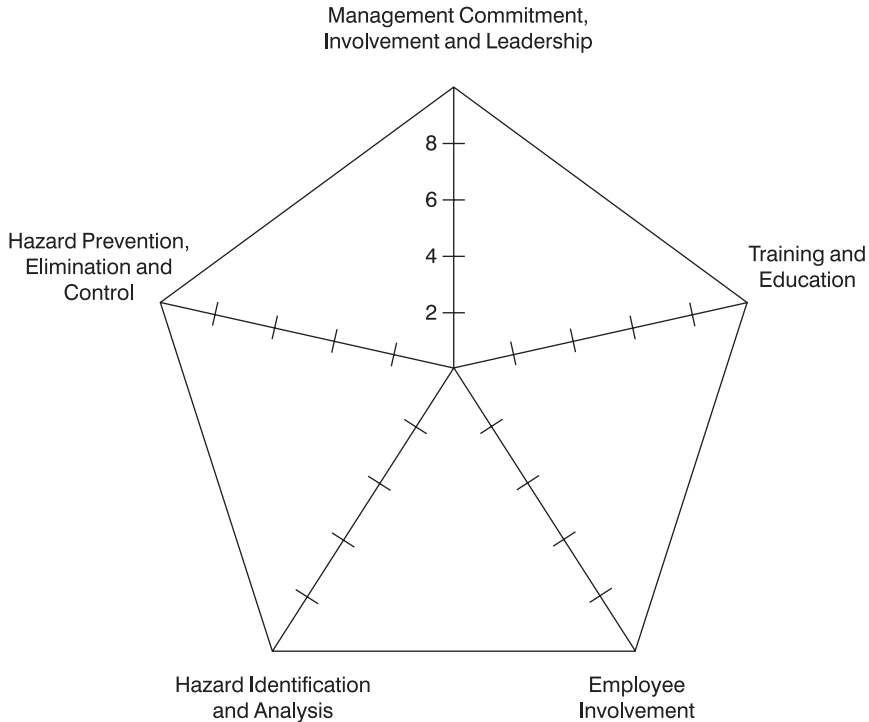 Management Commitment,
Involvement and Leadership
8
6
4
2
Hazard Prevention,
Elimination and
Control
Training and
Education
Hazard Identification
and Analysis
Employee
Involvement